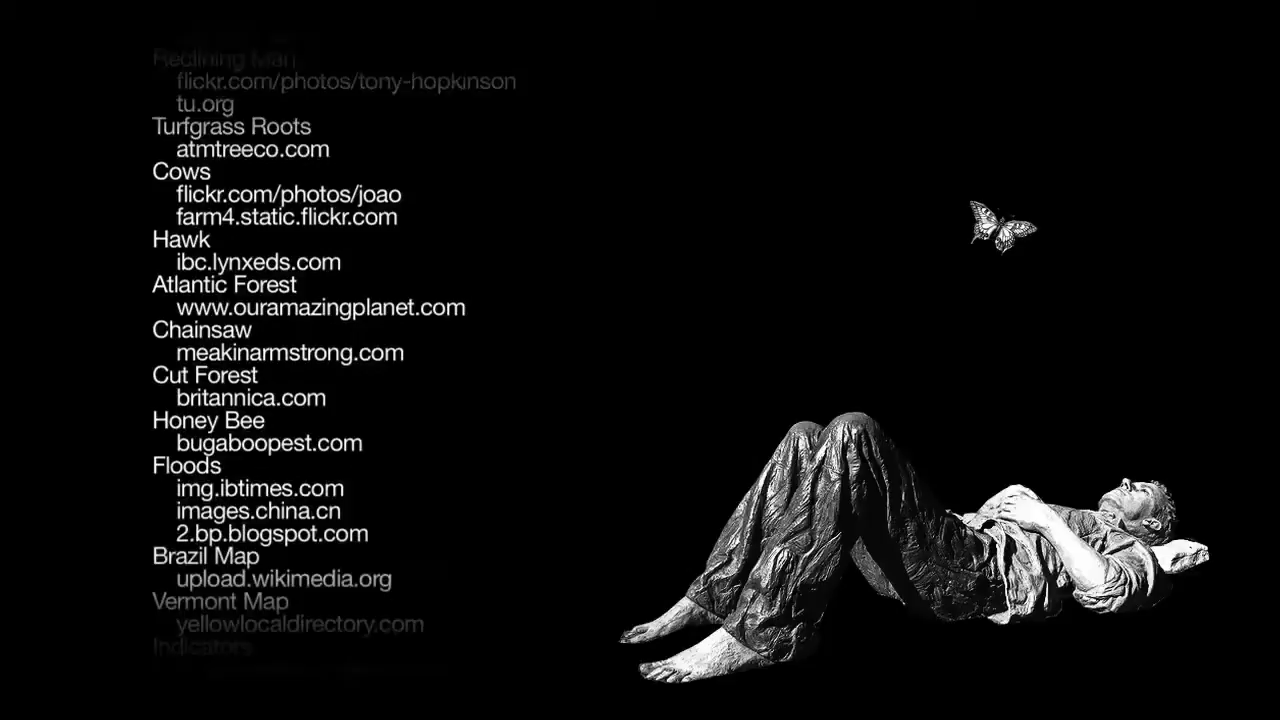 Reclining Man
flickr.com/photos/tony-hopkinson
tu.org
Turfgrass Roots
atmtreeco.com
Cows
flickr.com/photos/joao
farm4.static.flickr.com
Hawk
ibc.lynxeds.com
Atlantic Forest
www.ouramazingplanet.com
Chainsaw
meakinarmstrong.com
Cut Forest
britannica.com
Honey Bee
bugaboopest.com
Floods
img.ibtimes.com
images.china.cn
2.bp.blogspot.com
Brazil Map
upload.wikimedia.org
Vermont Map
yellowlocaldirectory.com
Indicators